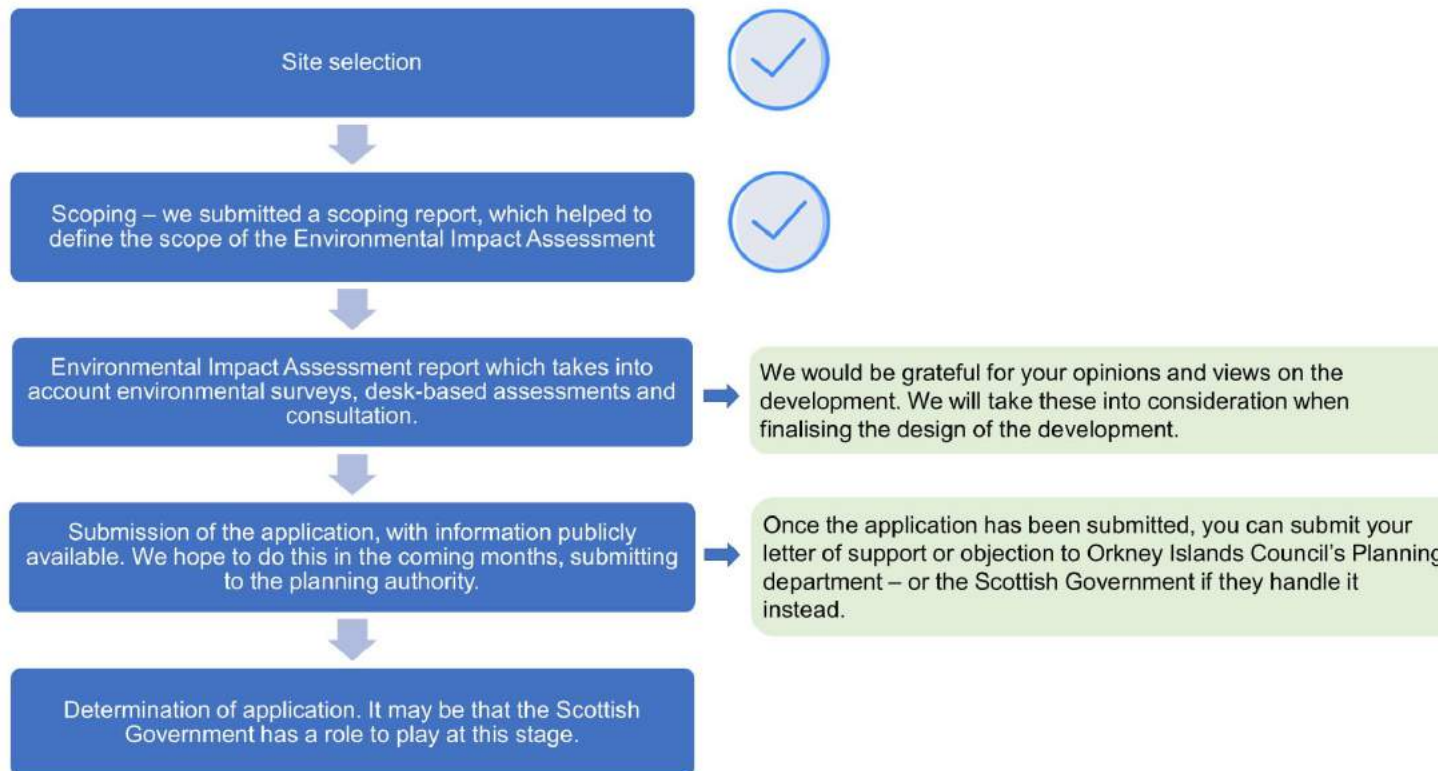 Site selection
Scoping – we submitted a scoping report, which helped to
define the scope of the Environmental Impact Assessment
Environmental Impact Assessment report which takes into
account environmental surveys, desk-based assessments and
consultation.
We would be grateful for your opinions and views on the
development. We will take these into consideration when
finalising the design of the development.
Submission of the application, with information publicly
available. We hope to do this in the coming months, submitting
to the planning authority.
Once the application has been submitted, you can submit your
letter of support or objection to Orkney Islands Council’s Planning
department – or the Scottish Government if they handle it
instead.
Determination of application. It may be that the Scottish
Government has a role to play at this stage.